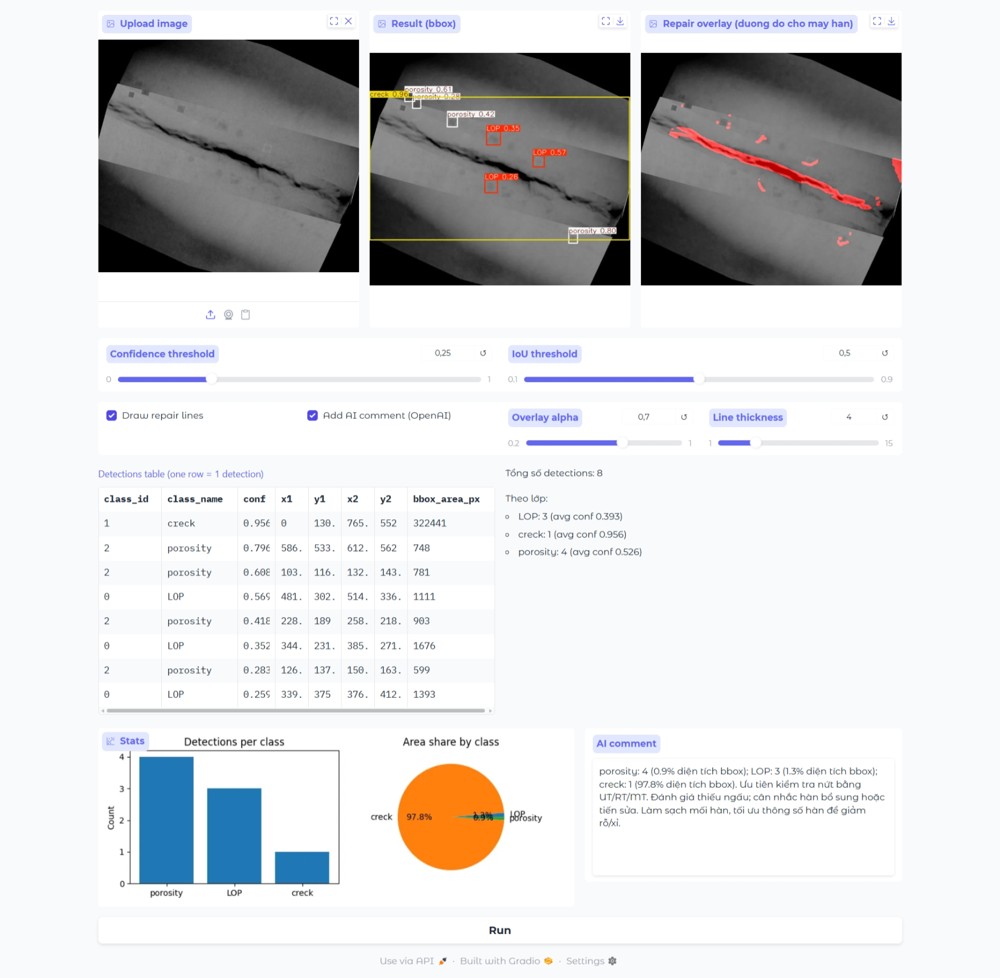 Upload image
Result (bbox)
Repair overlay (duong do cho may han)
porosity 0.61
creck 0.96
porosity 0.28
porosity 0.42
LOP 0.35
LOP 0.57
LOP 0.26
porosity 0.80
Confidence threshold
0,25
0
1
IoU threshold
0,5
0.1
0.9
Draw repair lines
Add AI comment (OpenAI)
Overlay alpha
0,7
0.2
1
Line thickness
4
1
15
Detections table (one row = 1 detection)
class_id class_name conf x1 y1 x2 y2 bbox_area_px
1 creck 0.956 0 130. 765. 552 322441
2 porosity 0.796 586. 533. 612. 562 748
2 porosity 0.608 103. 116. 132. 143. 781
0 LOP 0.569 481. 302. 514. 336. 1111
2 porosity 0.418 228. 189 258. 218. 903
0 LOP 0.352 344. 231. 385. 271. 1676
2 porosity 0.283 126. 137. 150. 163. 599
0 LOP 0.259 339. 375 376. 412. 1393
Tổng số detections: 8
Theo lớp:
LOP: 3 (avg conf 0.393)
creck: 1 (avg conf 0.956)
porosity: 4 (avg conf 0.526)
Stats
Detections per class
Count
4
3
2
1
0
porosity LOP creck
Area share by class
creck
97.8%
1.3%
0.9%
LOP
porosity
AI comment
porosity: 4 (0.9% diện tích bbox); LOP: 3 (1.3% diện tích bbox);
creck: 1 (97.8% diện tích bbox). Ưu tiên kiểm tra nứt bằng
UT/RT/MT. Đánh giá thiếu ngấu; cân nhắc hàn bổ sung hoặc
tiến sửa. Làm sạch mối hàn, tối ưu thông số hàn để giảm
rỗ/xỉ.
Run
Use via API · Built with Gradio · Settings